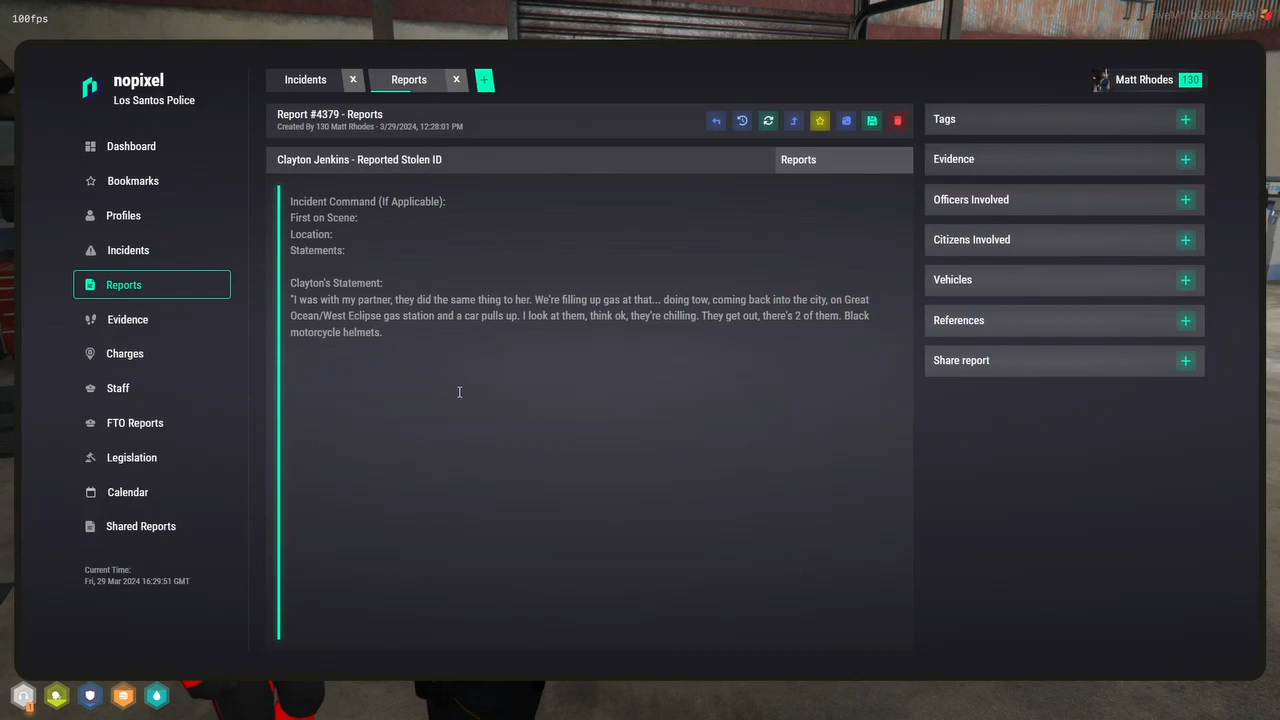 100fps
nopixel
Los Santos Police
Incidents
x
Reports
x
+
Matt Rhodes 130
Report #4379 - Reports
Created By 130 Matt Rhodes - 3/29/2024, 12:28:01 PM
Clayton Jenkins - Reported Stolen ID
Reports
Dashboard
Bookmarks
Profiles
Incidents
Reports
Evidence
Charges
Staff
FTO Reports
Legislation
Calendar
Shared Reports
Current Time:
Fri, 29 Mar 2024 16:29:51 GMT
Incident Command (If Applicable):
First on Scene:
Location:
Statements:
Clayton's Statement:
"I was with my partner, they did the same thing to her. We're filling up gas at that... doing tow, coming back into the city, on Great
Ocean/West Eclipse gas station and a car pulls up. I look at them, think ok, they're chilling. They get out, there's 2 of them. Black
motorcycle helmets.
Tags
Evidence
Officers Involved
Citizens Involved
Vehicles
References
Share report